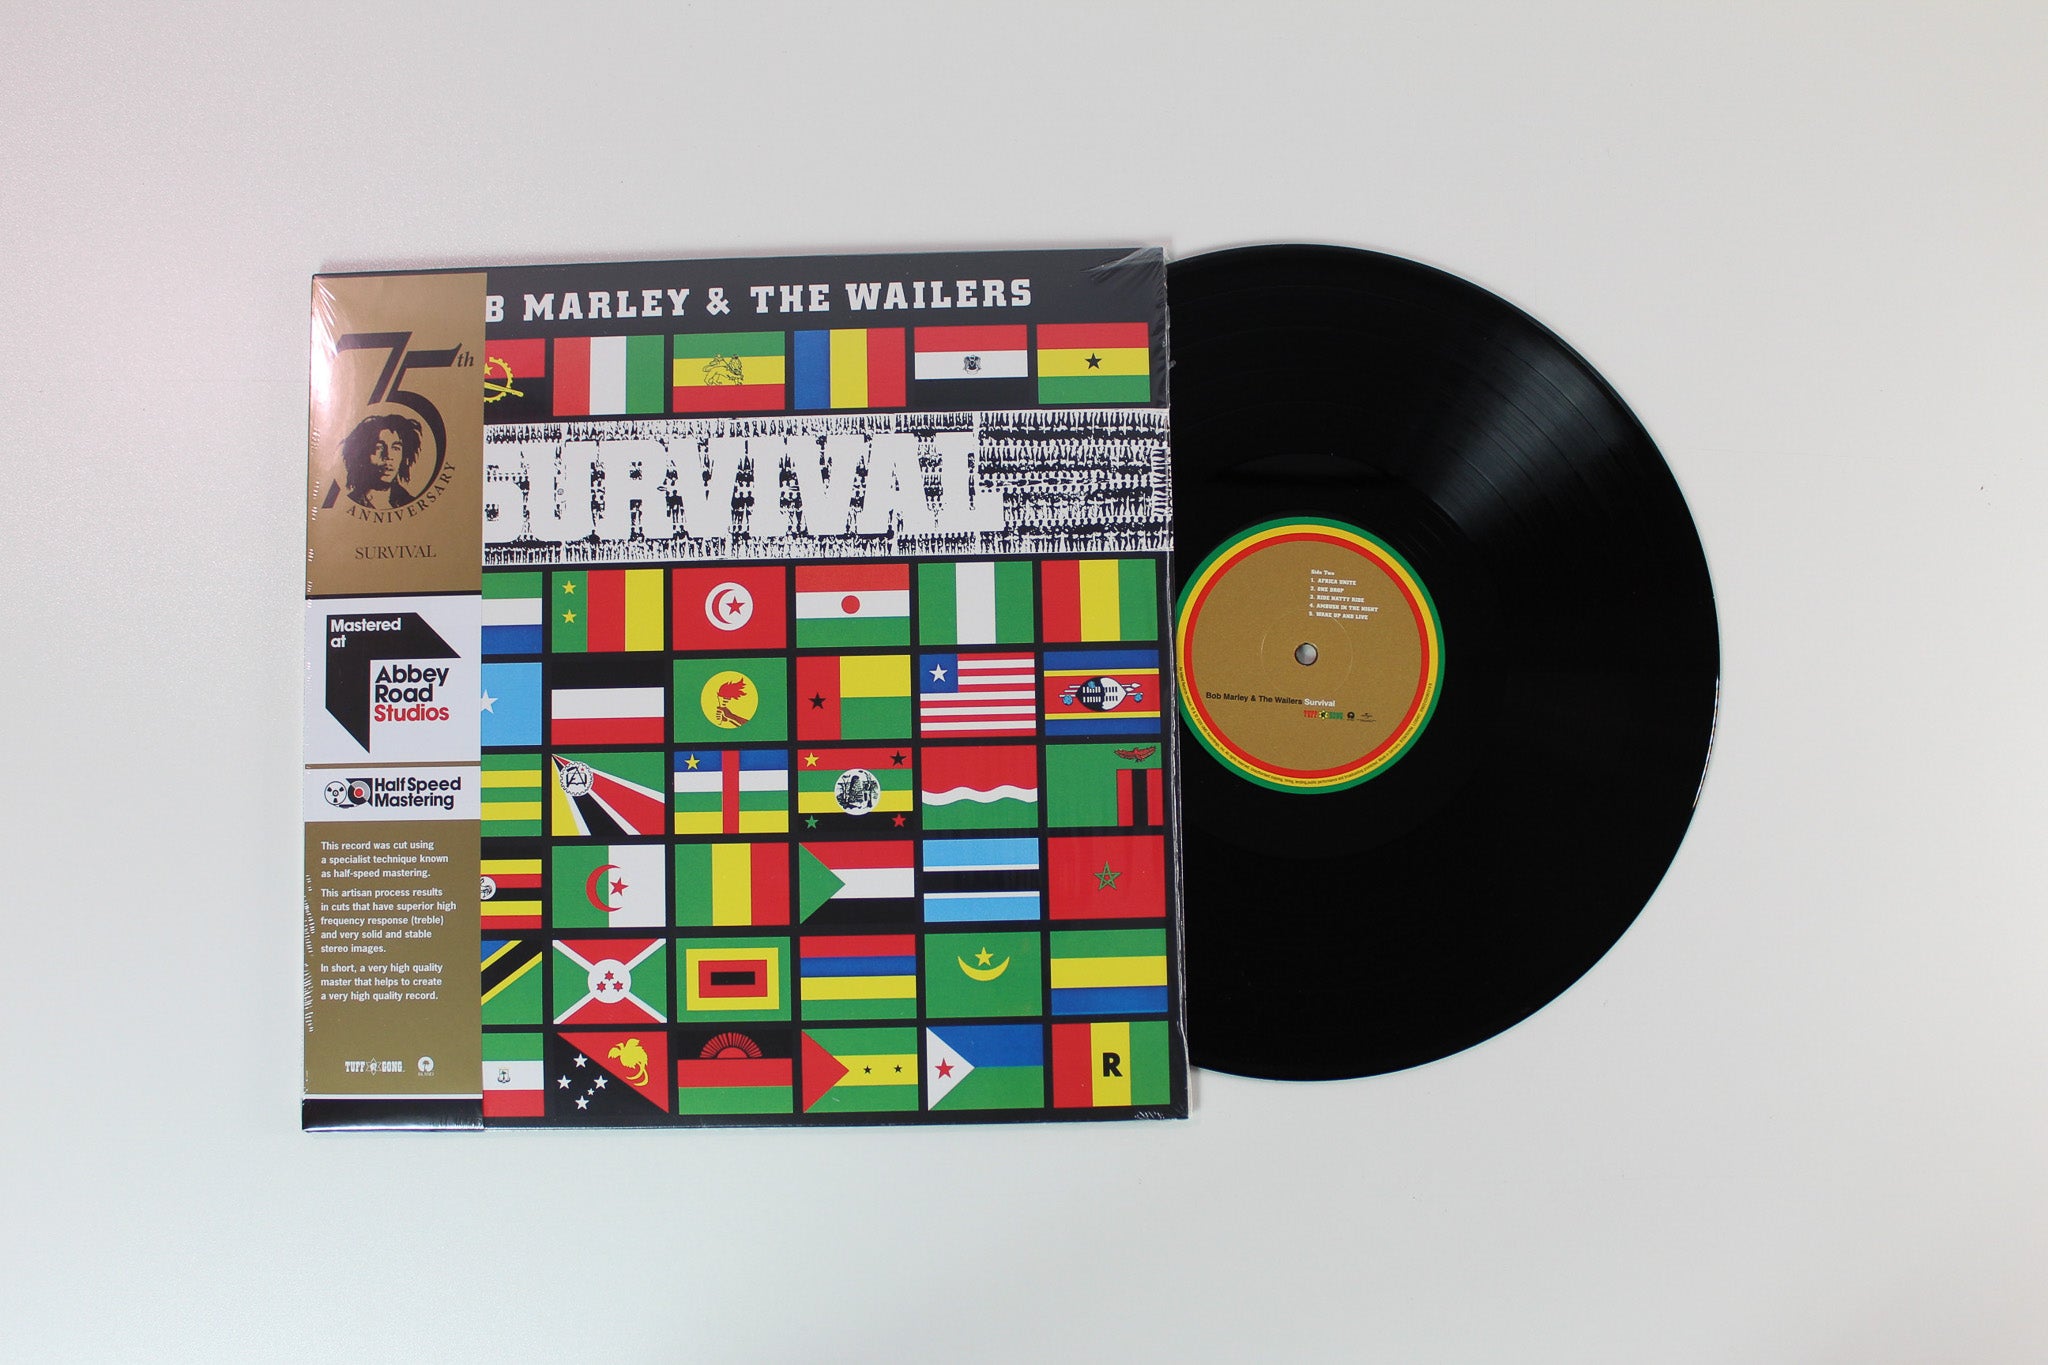 75th
ANNIVERSARY
SURVIVAL
Mastered
at
Abbey
Road
Studios
Half Speed
Mastering
This record was cut using
a specialist technique known
as half-speed mastering.
This artisan process results
in cuts that have superior high
frequency response (treble)
and very solid and stable
stereo images.
In short, a very high quality
master that helps to create
a very high quality record.
TUFF GONG
ISLAND
B MARLEY & THE WAILERS
SURVIVAL
R
Side Two
1. AFRICA UNITE
2. ONE DROP
3. RIDE NATTY RIDE
4. AMBUSH IN THE NIGHT
5. WAKE UP AND LIVE
Bob Marley & The Wailers Survival
TUFF GONG